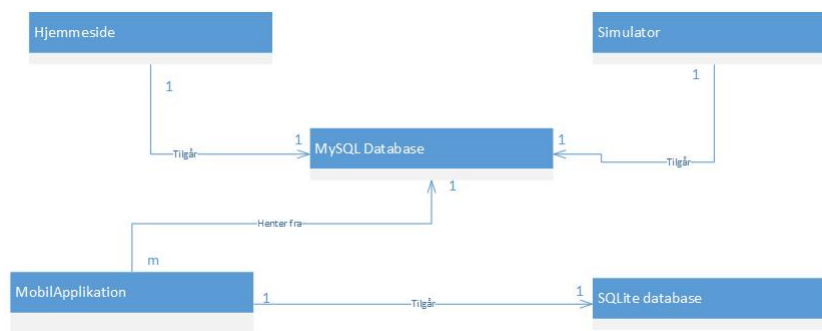 Hjemmeside
Simulator
1
1
1
MySQL Database
1
Tilgår
Tilgår
1
Henter fra
m
MobilApplikation
1
Tilgår
1
SQLite database